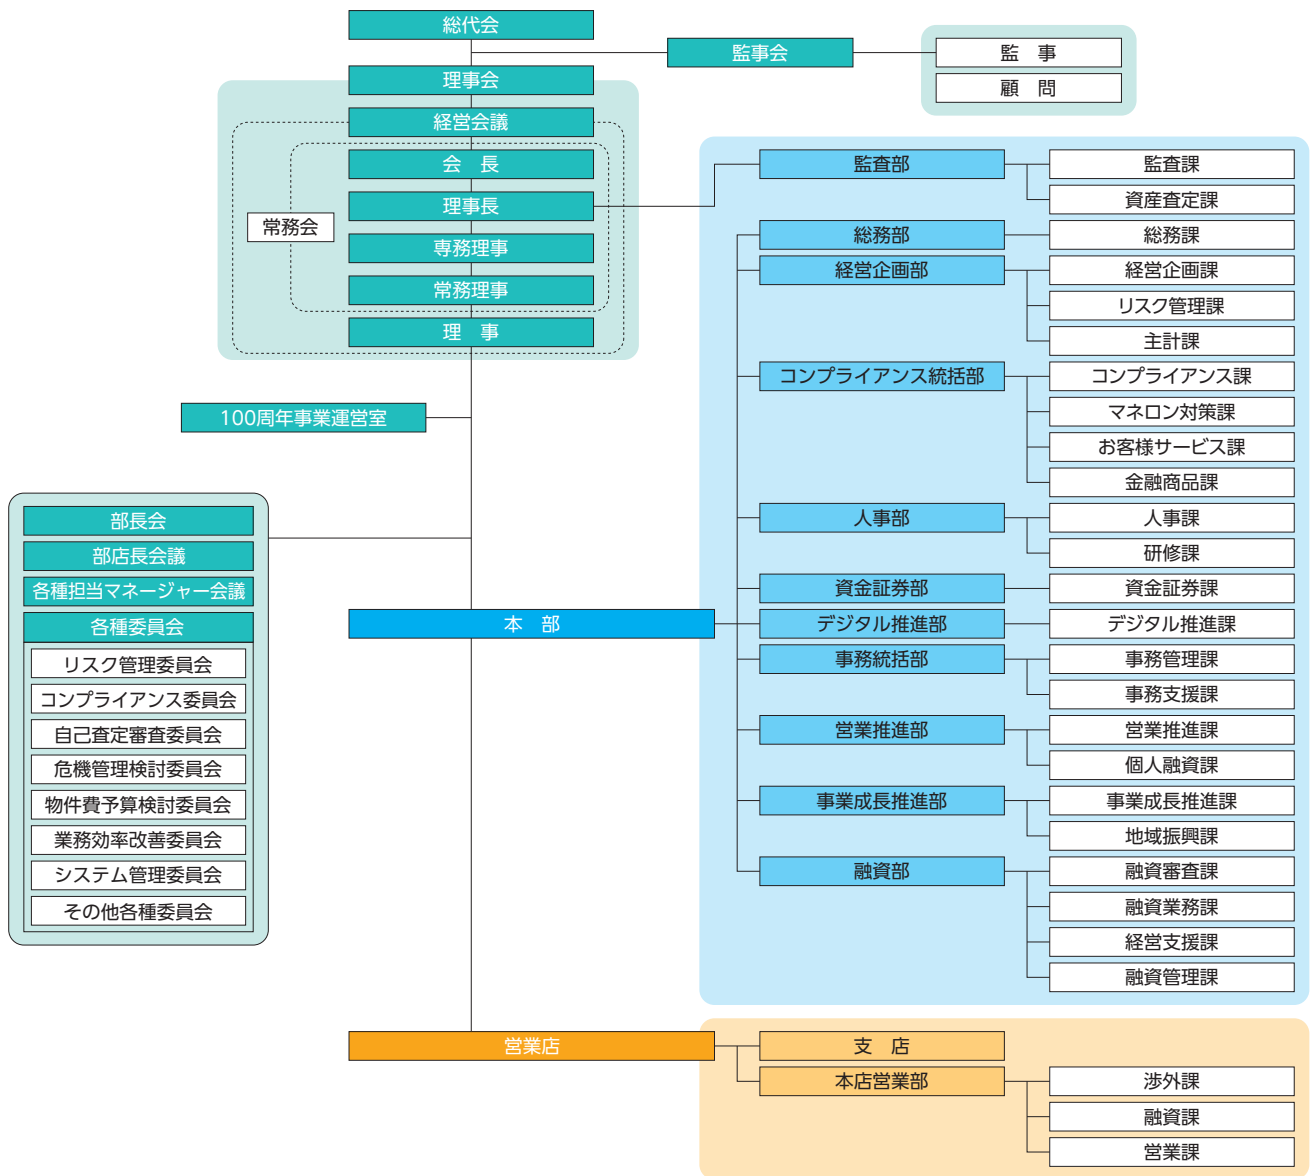 総代会
監事会
監　事
顧　問
理事会
経営会議
会　長
理事長
専務理事
常務理事
理　事
常務会
100周年事業運営室
部長会
部店長会議
各種担当マネージャー会議
各種委員会
リスク管理委員会
コンプライアンス委員会
自己査定審査委員会
危機管理検討委員会
物件費予算検討委員会
業務効率改善委員会
システム管理委員会
その他各種委員会
本　部
監査部
監査課
資産査定課
総務部
総務課
経営企画部
経営企画課
リスク管理課
主計課
コンプライアンス統括部
コンプライアンス課
マネロン対策課
お客様サービス課
金融商品課
人事部
人事課
研修課
資金証券部
資金証券課
デジタル推進部
デジタル推進課
事務統括部
事務管理課
事務支援課
営業推進部
営業推進課
個人融資課
事業成長推進部
事業成長推進課
地域振興課
融資部
融資審査課
融資業務課
経営支援課
融資管理課
営業店
支　店
本店営業部
渉外課
融資課
営業課